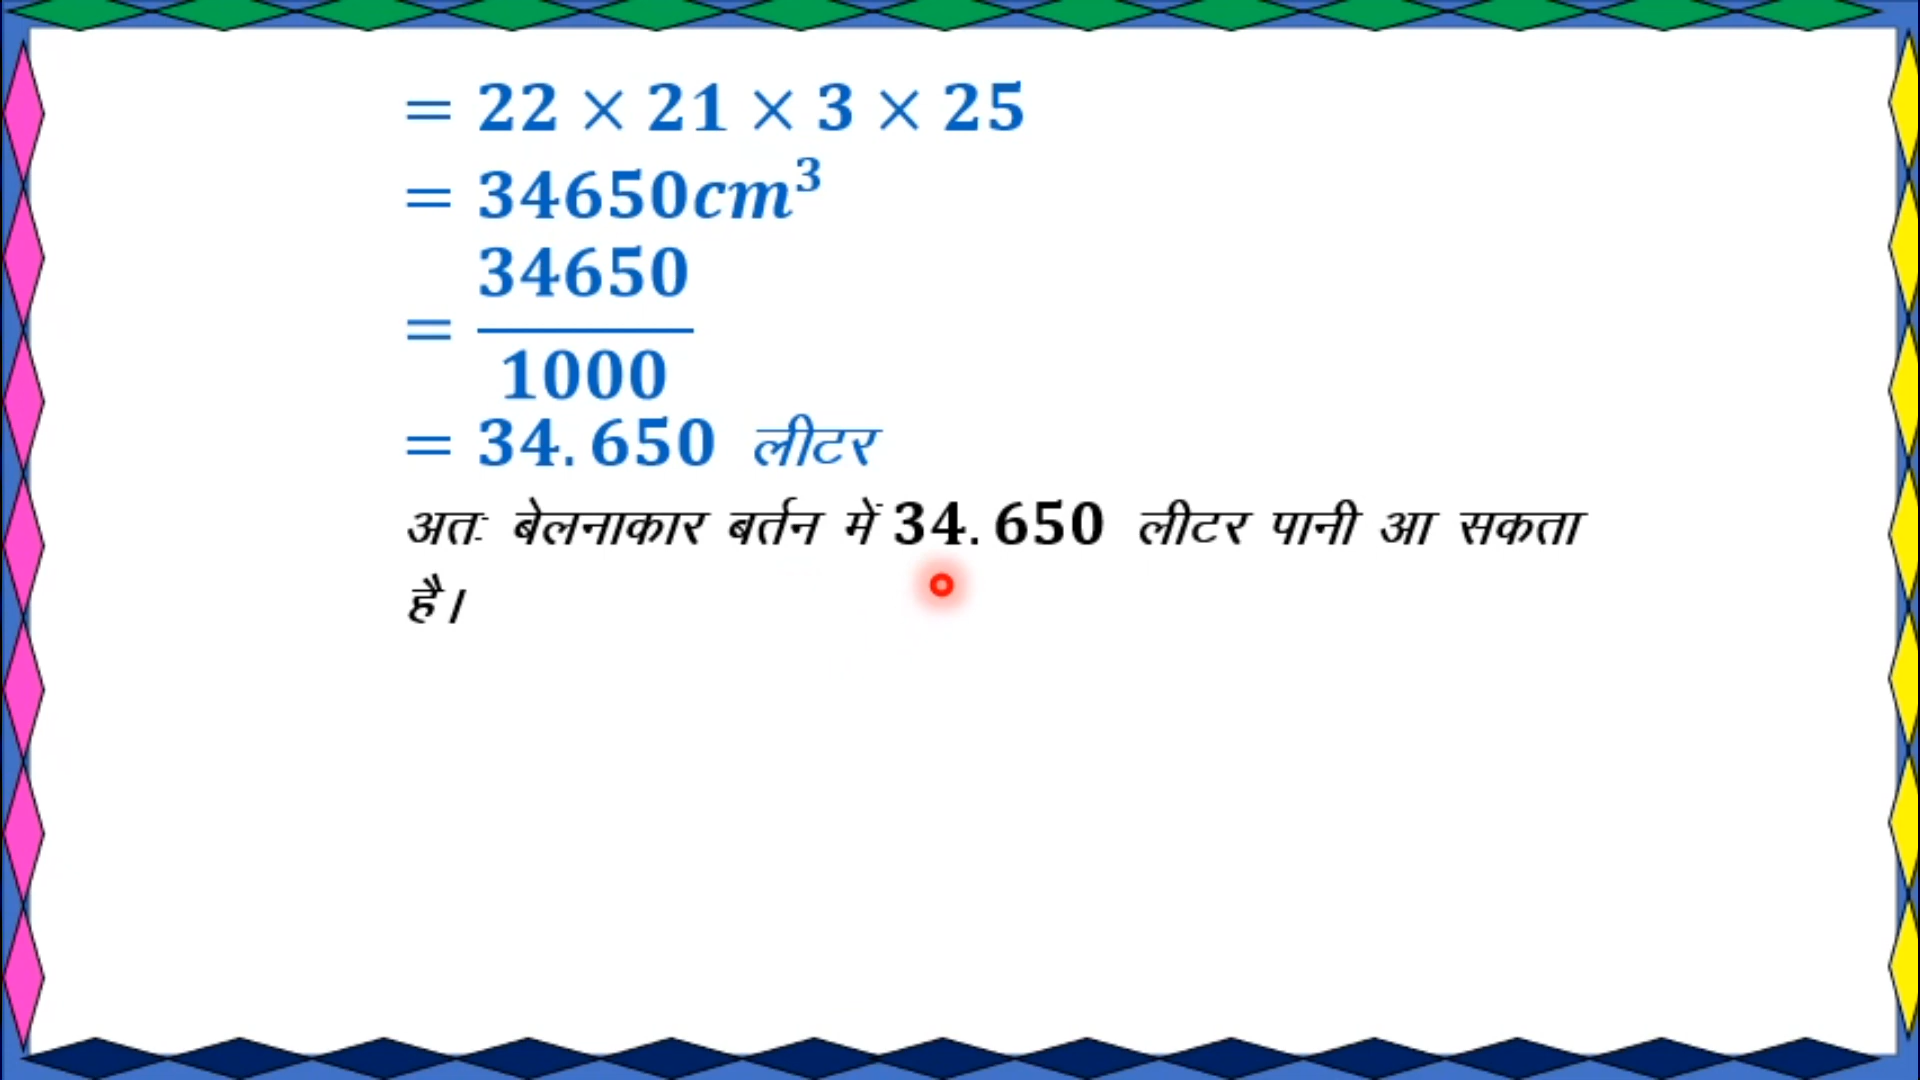 = 22 × 21 × 3 × 25
= 34650cm³
= 34650
1000
= 34.650 लीटर
अतः बेलनाकार बर्तन में 34.650 लीटर पानी आ सकता
है।